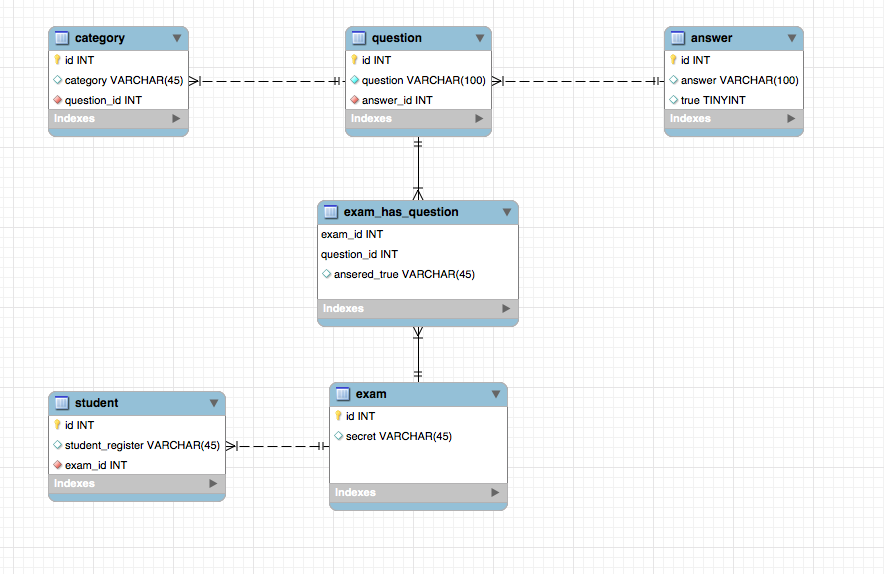 category
id INT
category VARCHAR(45)
question_id INT
Indexes
question
id INT
question VARCHAR(100)
answer_id INT
Indexes
answer
id INT
answer VARCHAR(100)
true TINYINT
Indexes
exam_has_question
exam_id INT
question_id INT
ansered_true VARCHAR(45)
Indexes
student
id INT
student_register VARCHAR(45)
exam_id INT
Indexes
exam
id INT
secret VARCHAR(45)
Indexes